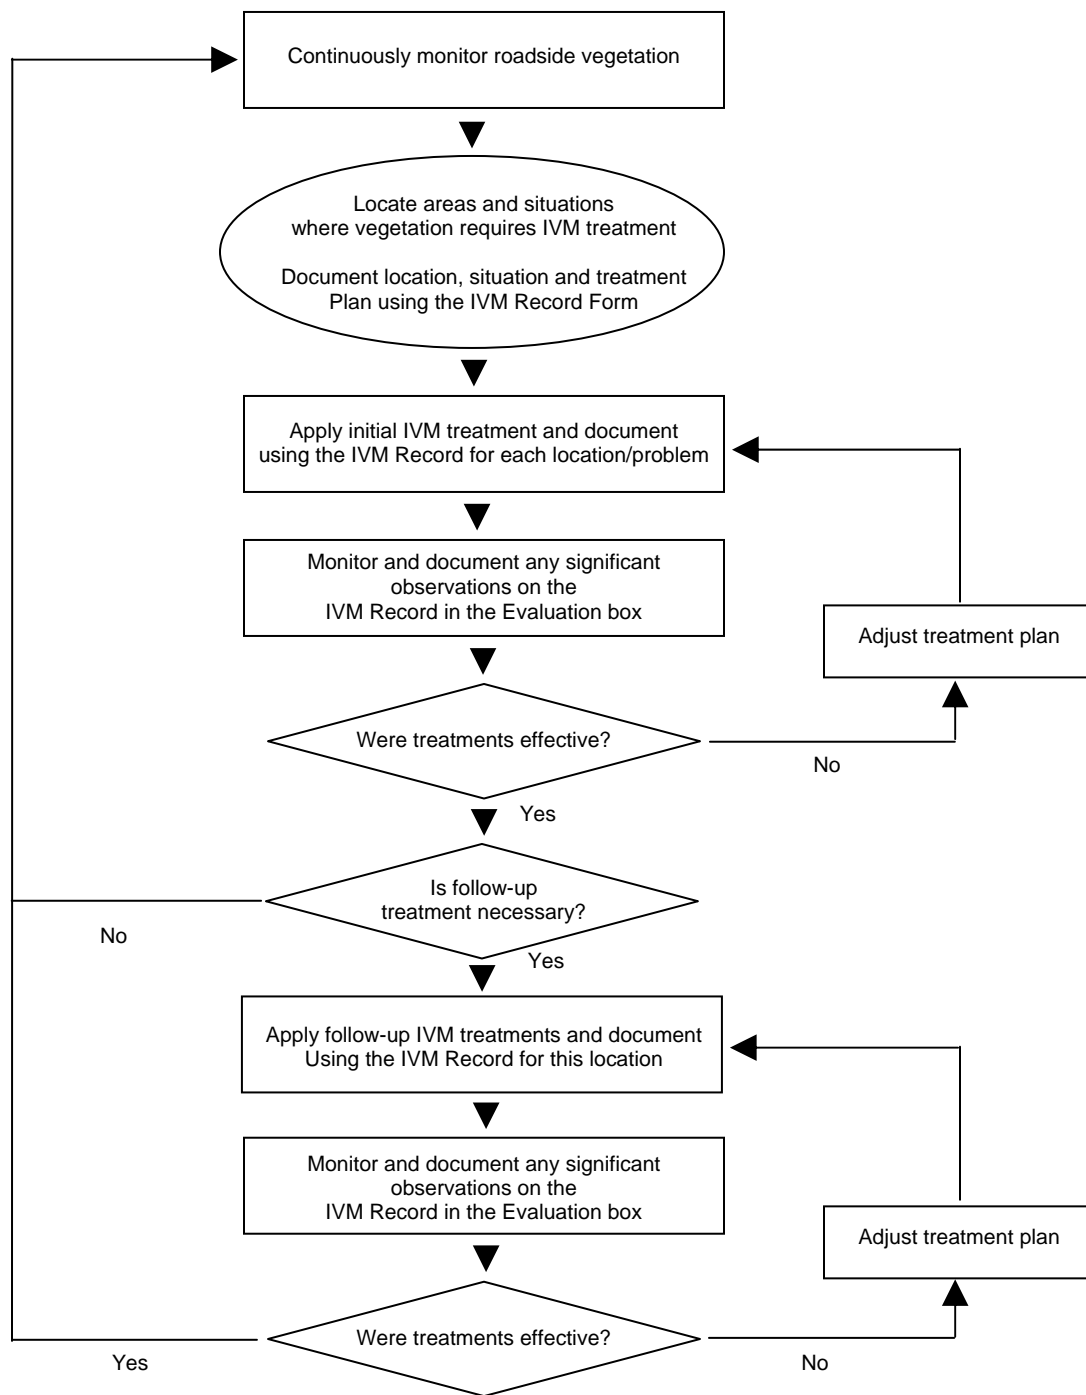 Continuously monitor roadside vegetation
Locate areas and situations
where vegetation requires IVM treatment
Document location, situation and treatment
Plan using the IVM Record Form
Apply initial IVM treatment and document
using the IVM Record for each location/problem
Monitor and document any significant
observations on the
IVM Record in the Evaluation box
Adjust treatment plan
Were treatments effective?
No
Yes
Is follow-up
treatment necessary?
No
Yes
Apply follow-up IVM treatments and document
Using the IVM Record for this location
Monitor and document any significant
observations on the
IVM Record in the Evaluation box
Adjust treatment plan
Were treatments effective?
Yes
No